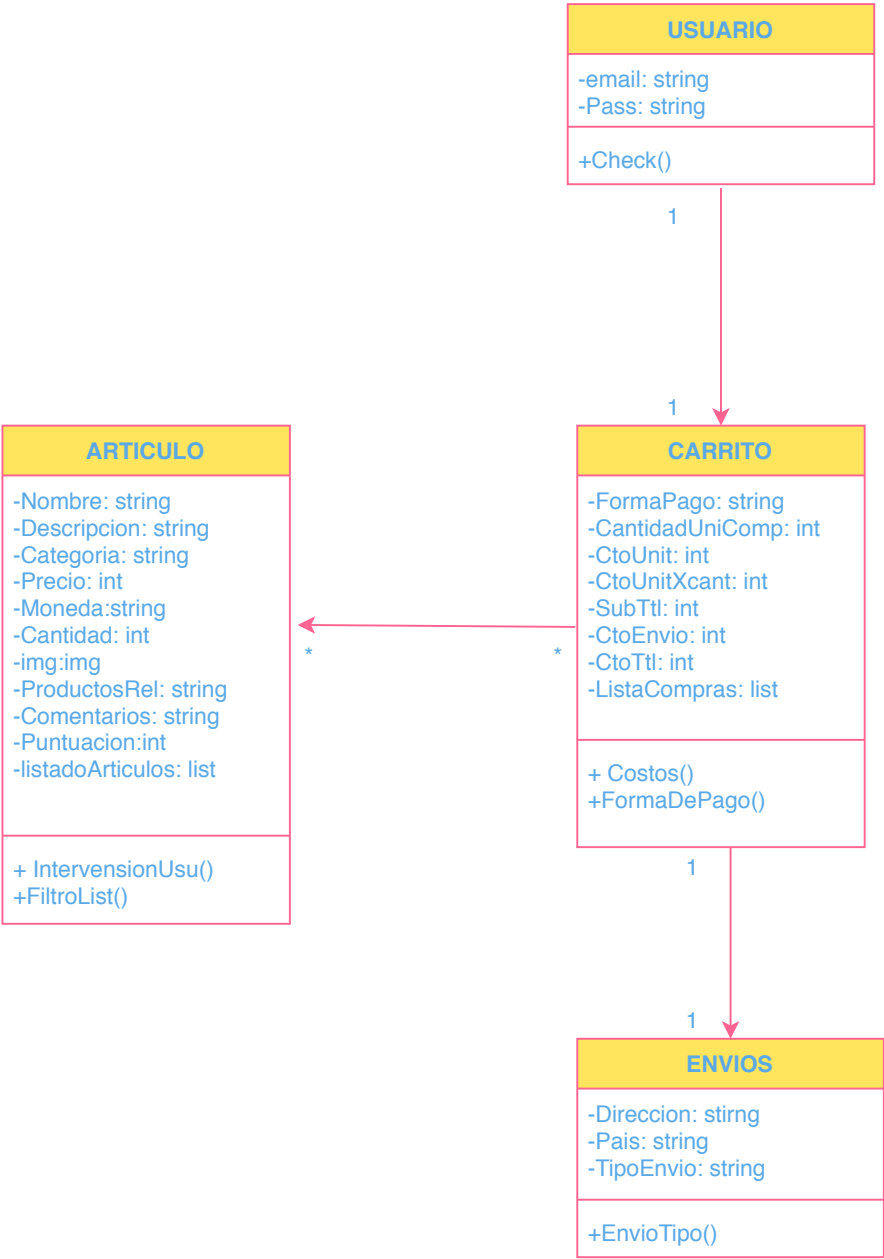 USUARIO
-email: string
-Pass: string
+Check()
1
1
ARTICULO
-Nombre: string
-Descripcion: string
-Categoria: string
-Precio: int
-Moneda:string
-Cantidad: int
-img:img
-ProductosRel: string
-Comentarios: string
-Puntuacion:int
-listadoArticulos: list
+ IntervensionUsu()
+FiltroList()
*
*
CARRITO
-FormaPago: string
-CantidadUniComp: int
-CtoUnit: int
-CtoUnitXcant: int
-SubTtl: int
-CtoEnvio: int
-CtoTtl: int
-ListaCompras: list
+ Costos()
+FormaDePago()
1
1
ENVIOS
-Direccion: stirng
-Pais: string
-TipoEnvio: string
+EnvioTipo()